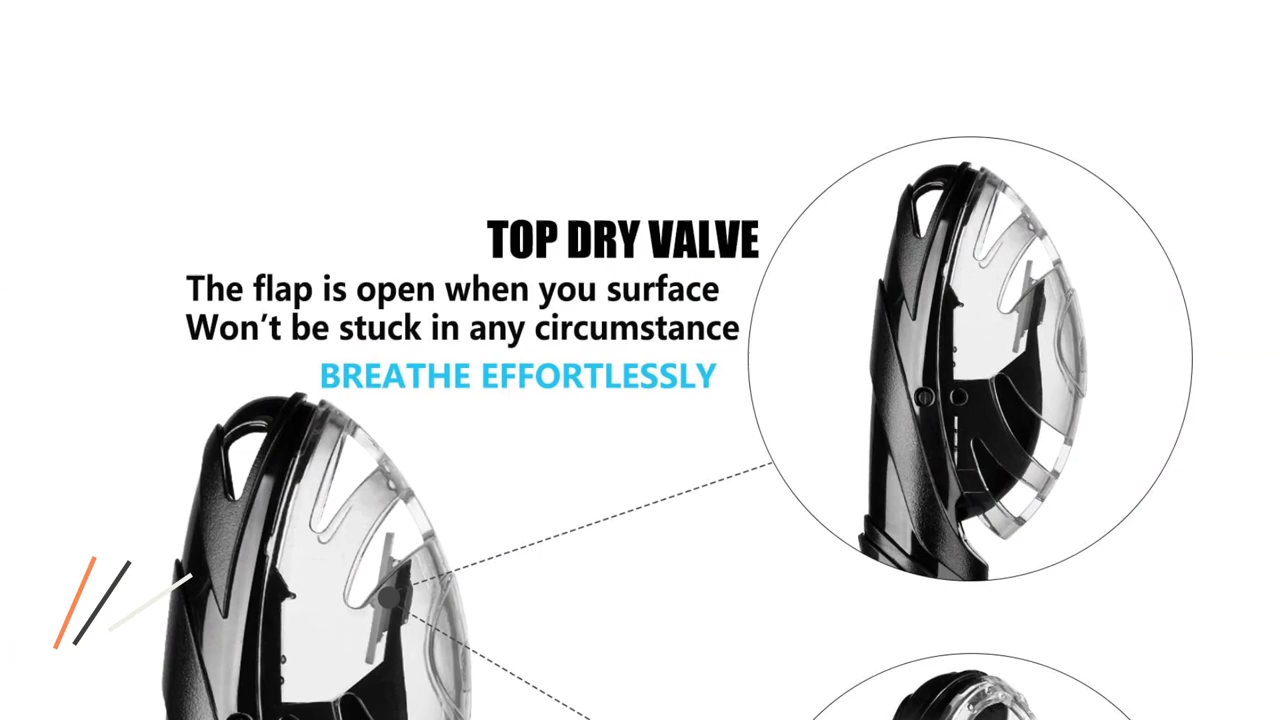 TOP DRY VALVE
The flap is open when you surface
Won’t be stuck in any circumstance
BREATHE EFFORTLESSLY